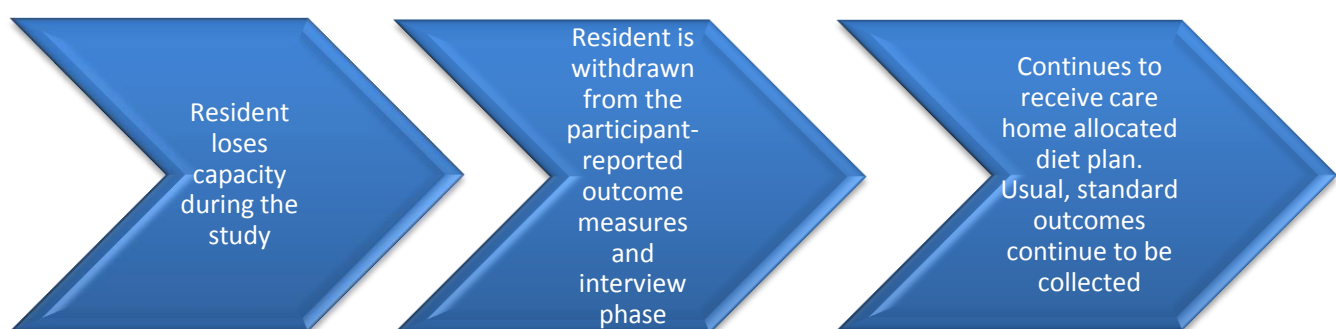 Resident
loses
capacity
during the
study
Resident is
withdrawn
from the
participant-
reported
outcome
measures
and
interview
phase
Continues to
receive care
home allocated
diet plan.
Usual, standard
outcomes
continue to be
collected